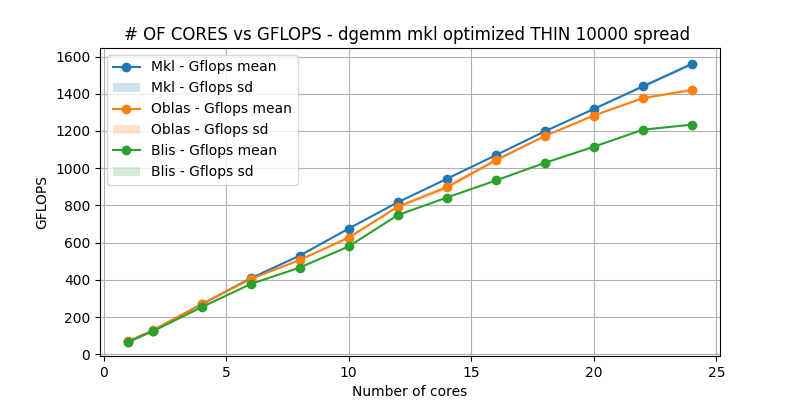 # OF CORES vs GFLOPS - dgemm mkl optimized THIN 10000 spread
Mkl - Gflops mean
Mkl - Gflops sd
Oblas - Gflops mean
Oblas - Gflops sd
Blis - Gflops mean
Blis - Gflops sd
GFLOPS
1600
1400
1200
1000
800
600
400
200
0
0 5 10 15 20 25
Number of cores